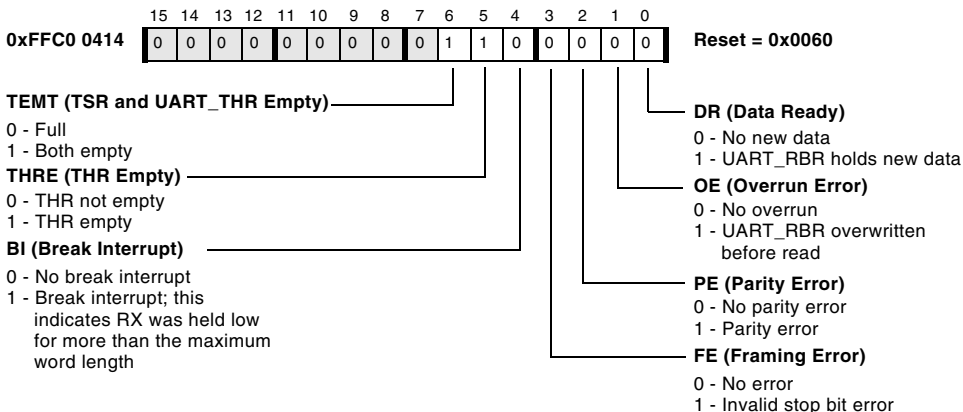 15 14 13 12 11 10 9 8 7 6 5 4 3 2 1 0
0xFFC0 0414 0 0 0 0 0 0 0 0 0 1 1 0 0 0 0 0 Reset = 0x0060
TEMT (TSR and UART_THR Empty)
0 - Full
1 - Both empty
THRE (THR Empty)
0 - THR not empty
1 - THR empty
BI (Break Interrupt)
0 - No break interrupt
1 - Break interrupt; this
indicates RX was held low
for more than the maximum
word length
DR (Data Ready)
0 - No new data
1 - UART_RBR holds new data
OE (Overrun Error)
0 - No overrun
1 - UART_RBR overwritten
before read
PE (Parity Error)
0 - No parity error
1 - Parity error
FE (Framing Error)
0 - No error
1 - Invalid stop bit error